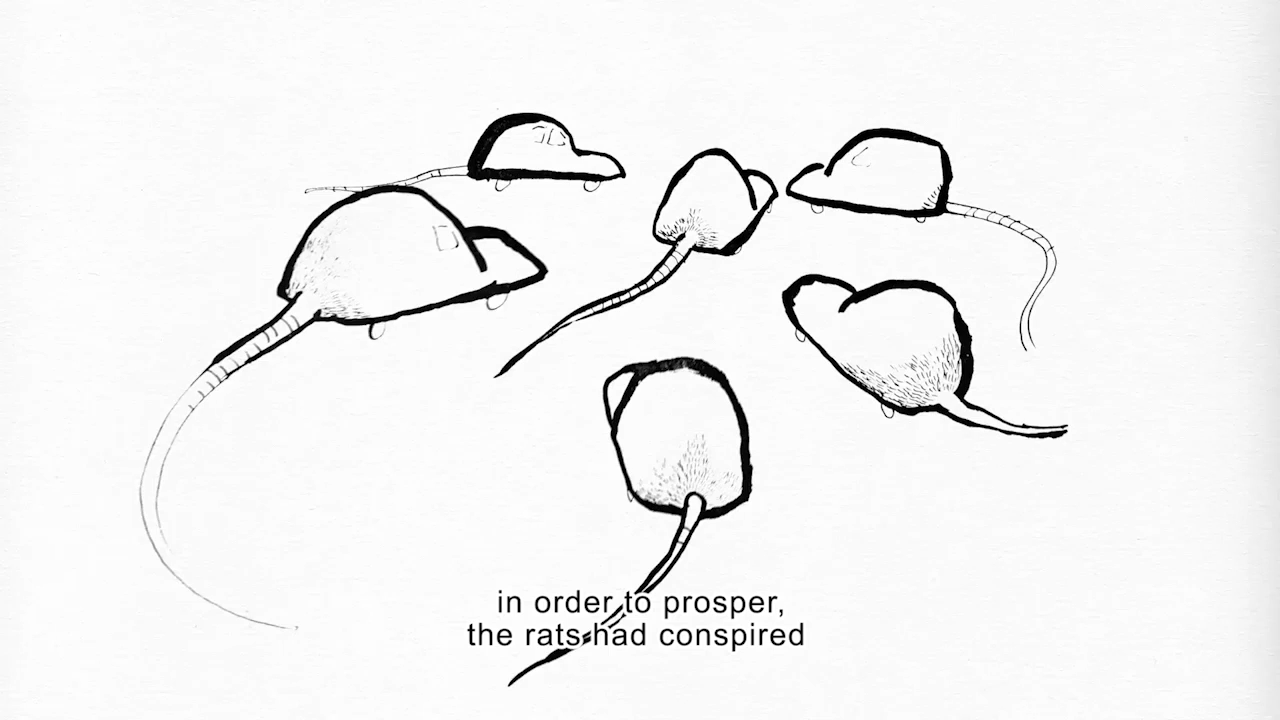 in order to prosper,
the rats had conspired